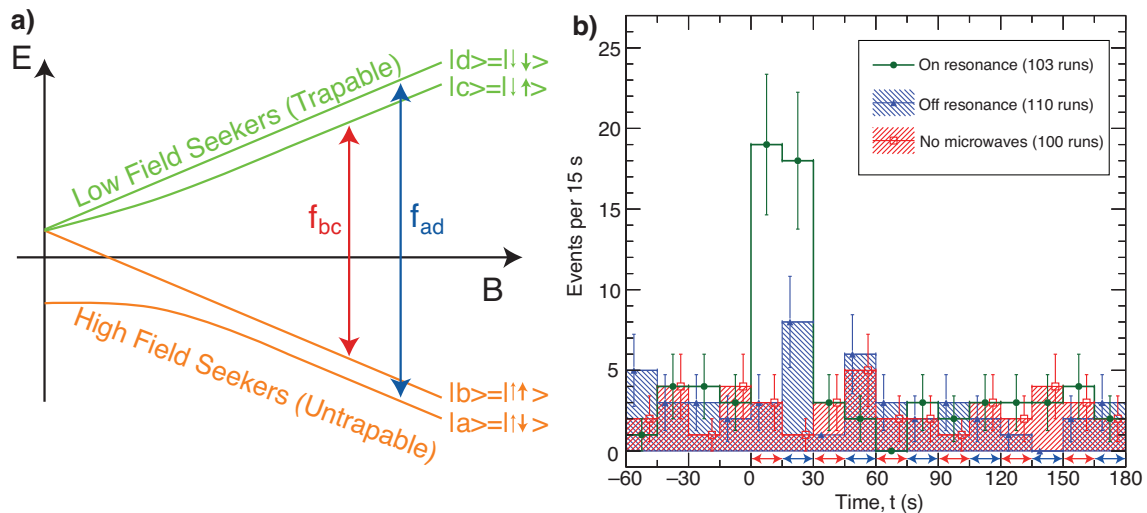 a)
E
Low Field Seekers (Trapable)
|d>=|↓↓>
|c>=|↓↑>
f_bc
f_ad
B
High Field Seekers (Untrapable)
|b>=|↑↑>
|a>=|↑↓>
b)
Events per 15 s
25
20
15
10
5
0
On resonance (103 runs)
Off resonance (110 runs)
No microwaves (100 runs)
−60 −30 0 30 60 90 120 150 180
Time, t (s)